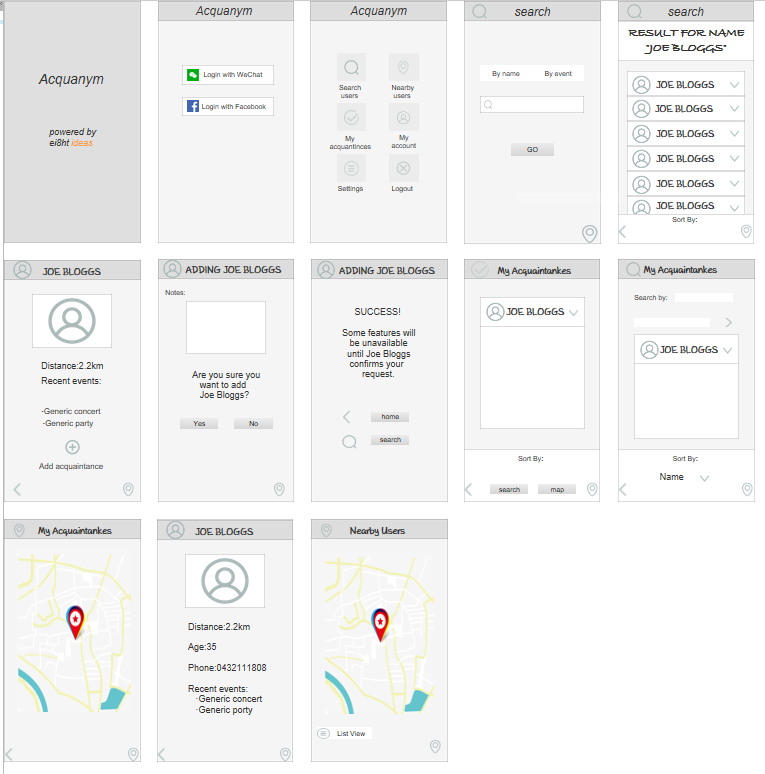 Acquanym
powered by
ei8ht ideas
Acquanym
Login with WeChat
Login with Facebook
Acquanym
Search
users
Nearby
users
My
acquantinces
My
account
Settings
Logout
search
By name
By event
GO
search
RESULT FOR NAME
"JOE BLOGGS"
JOE BLOGGS
JOE BLOGGS
JOE BLOGGS
JOE BLOGGS
JOE BLOGGS
JOE BLOGGS
Sort By:
JOE BLOGGS
Distance:2.2km
Recent events:
-Generic concert
-Generic party
Add acquaintance
ADDING JOE BLOGGS
Notes:
Are you sure you
want to add
Joe Bloggs?
Yes
No
ADDING JOE BLOGGS
SUCCESS!
Some features will
be unavailable
until Joe Bloggs
confirms your
request.
home
search
My Acquaintankes
JOE BLOGGS
Sort By:
search
map
My Acquaintankes
Search by:
JOE BLOGGS
Sort By:
Name
My Acquaintankes
JOE BLOGGS
Distance:2.2km
Age:35
Phone:0432111808
Recent events:
-Generic concert
-Generic porty
Nearby Users
List View